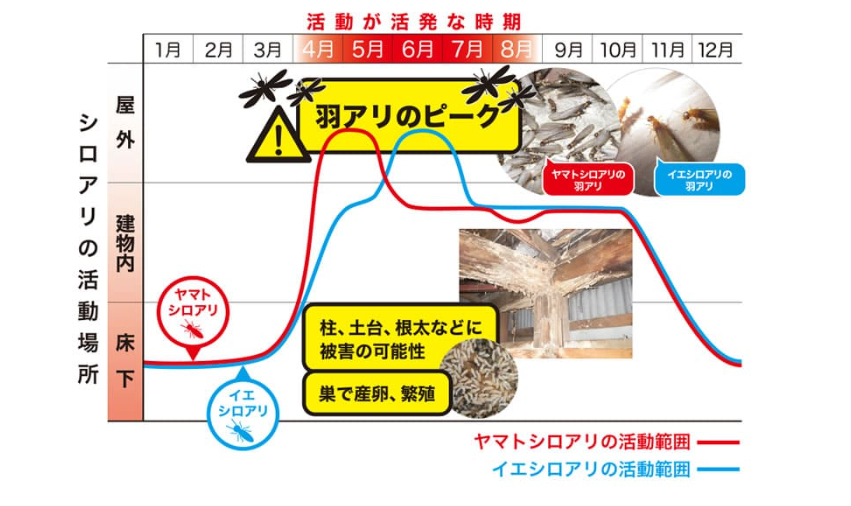 活動が活発な時期
1月 2月 3月 4月 5月 6月 7月 8月 9月 10月 11月 12月
シロアリの活動場所
屋外
建物内
床下
羽アリのピーク
!
ヤマトシロアリの
羽アリ
イエシロアリの
羽アリ
ヤマト
シロアリ
イエ
シロアリ
柱、土台、根太などに
被害の可能性
巣で産卵、繁殖
ヤマトシロアリの活動範囲
イエシロアリの活動範囲